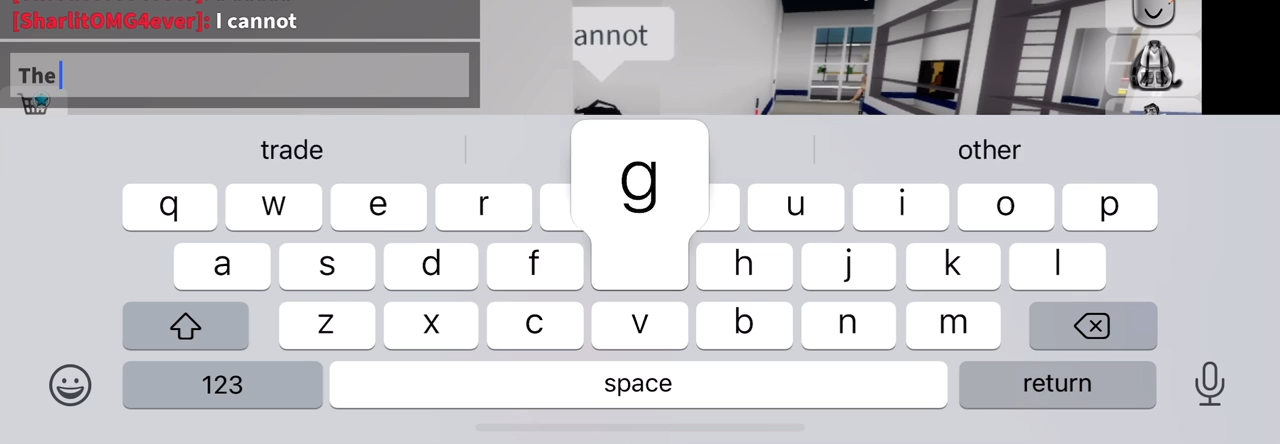 [SharlitOMG4ever]: I cannot
annot
The
trade
other
g
q w e r u i o p
a s d f h j k l
z x c v b n m
123 space return